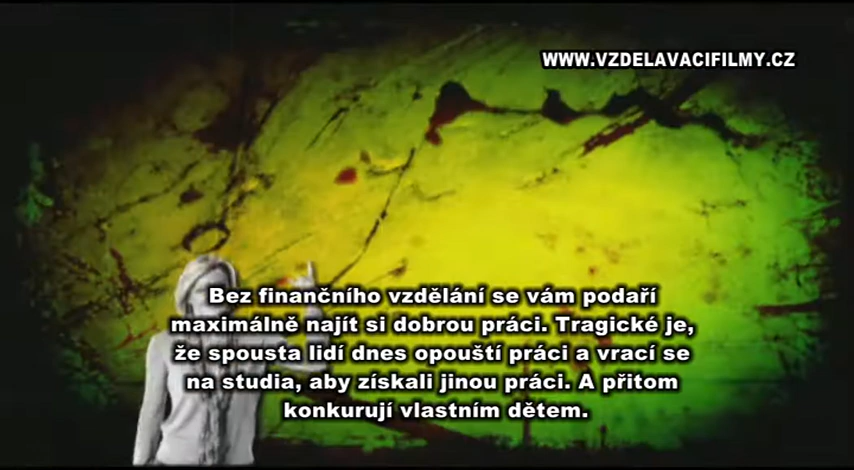 WWW.VZDELAVACIFILMY.CZ
Bez finančního vzdělání se vám podaří
maximálně najít si dobrou práci. Tragické je,
že spousta lidí dnes opouští práci a vrací se
na studia, aby získali jinou práci. A přitom
konkurují vlastním dětem.